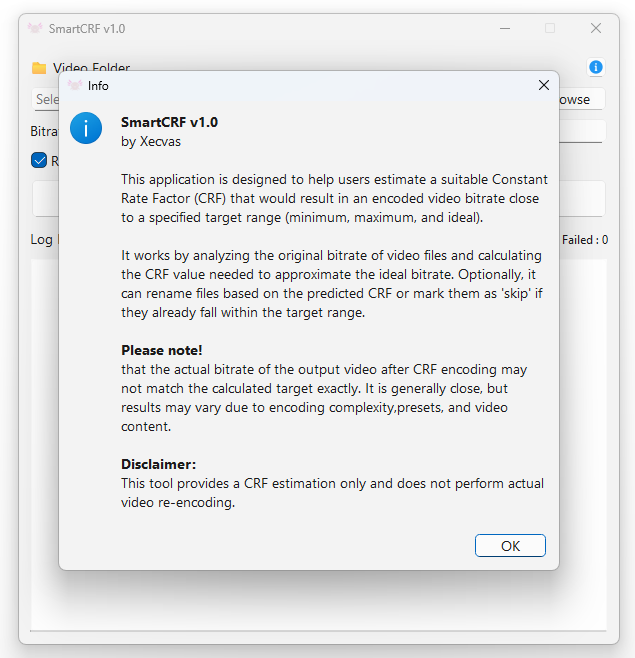 SmartCRF v1.0
Video Folder
Info
SmartCRF v1.0
by Xecvas
This application is designed to help users estimate a suitable Constant
Rate Factor (CRF) that would result in an encoded video bitrate close
to a specified target range (minimum, maximum, and ideal).
It works by analyzing the original bitrate of video files and calculating
the CRF value needed to approximate the ideal bitrate. Optionally, it
can rename files based on the predicted CRF or mark them as 'skip' if
they already fall within the target range.
Please note!
that the actual bitrate of the output video after CRF encoding may
not match the calculated target exactly. It is generally close, but
results may vary due to encoding complexity,presets, and video
content.
Disclaimer:
This tool provides a CRF estimation only and does not perform actual
video re-encoding.
OK
Log
Failed : 0